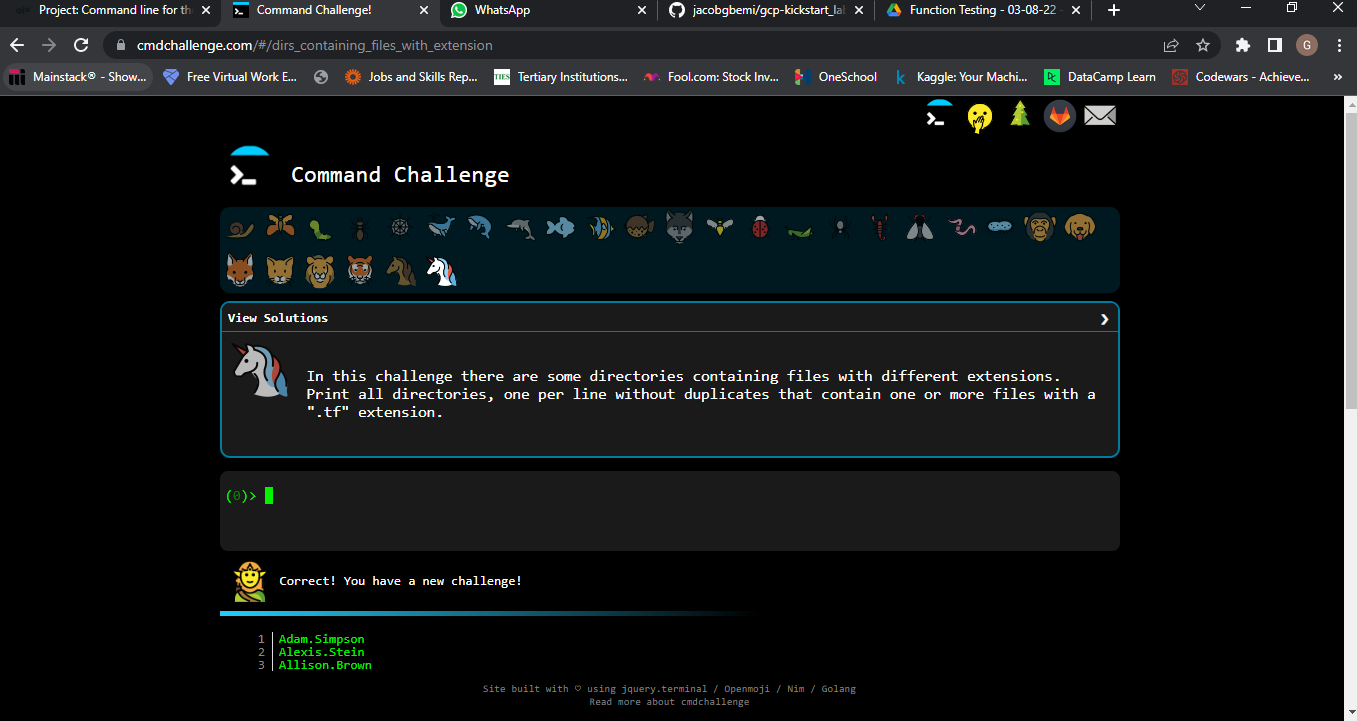 Project: Command line for th
Command Challenge!
WhatsApp
jacobgbemi/gcp-kickstart_la
Function Testing - 03-08-22 -
cmdchallenge.com/#/dirs_containing_files_with_extension
G
Mainstack® - Show...
Free Virtual Work E...
Jobs and Skills Rep...
TIES
Tertiary Institutions...
Fool.com: Stock Inv...
OneSchool
k
Kaggle: Your Machi...
DataCamp Learn
Codewars - Achieve...
»
Command Challenge
View Solutions
In this challenge there are some directories containing files with different extensions.
Print all directories, one per line without duplicates that contain one or more files with a
".tf" extension.
(0)>
Correct! You have a new challenge!
1 Adam.Simpson
2 Alexis.Stein
3 Allison.Brown
Site built with ♡ using jquery.terminal / Openmoji / Nim / Golang
Read more about cmdchallenge